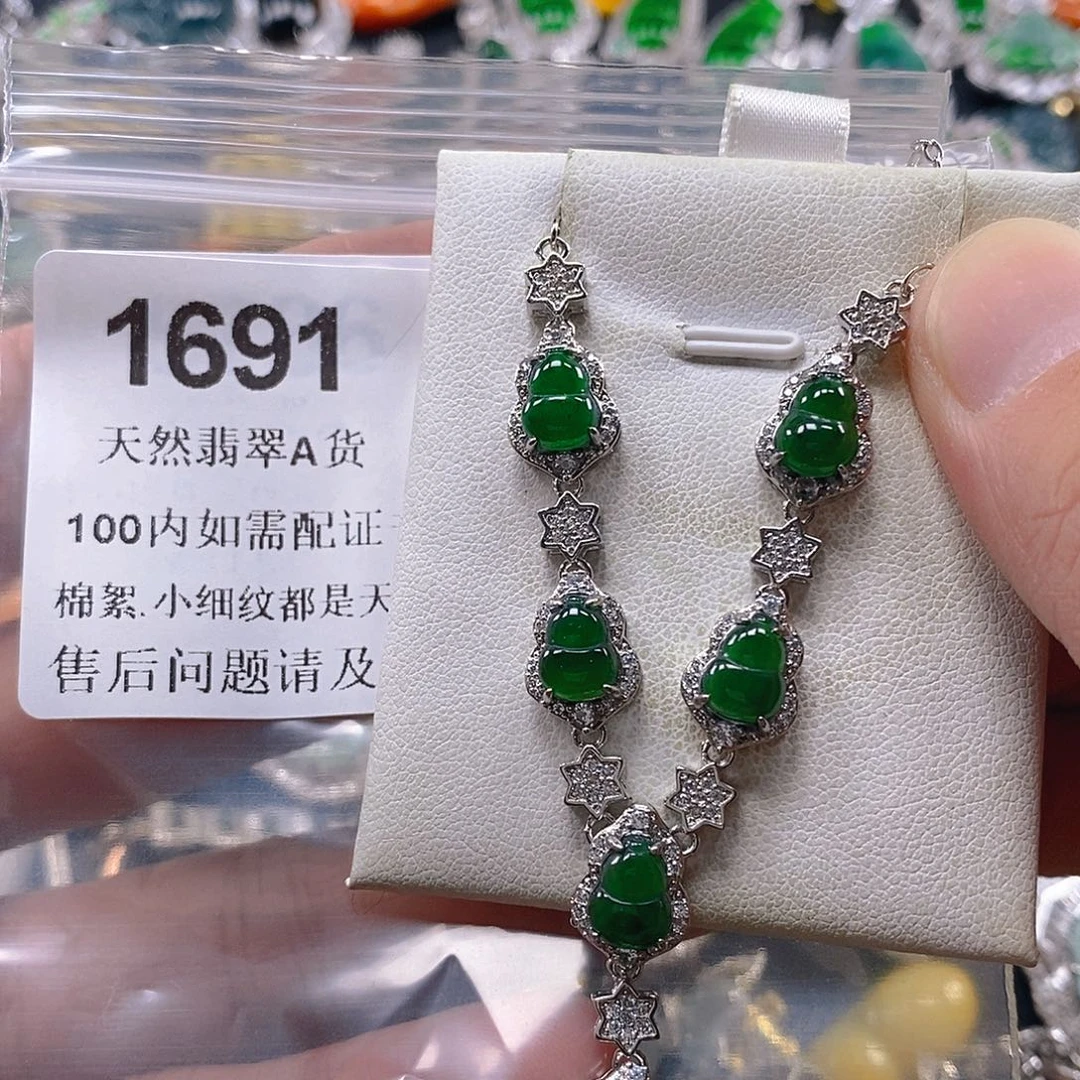 1691
天然翡翠A货
100内如需配证
棉絮.小细纹都是天
售后问题请及